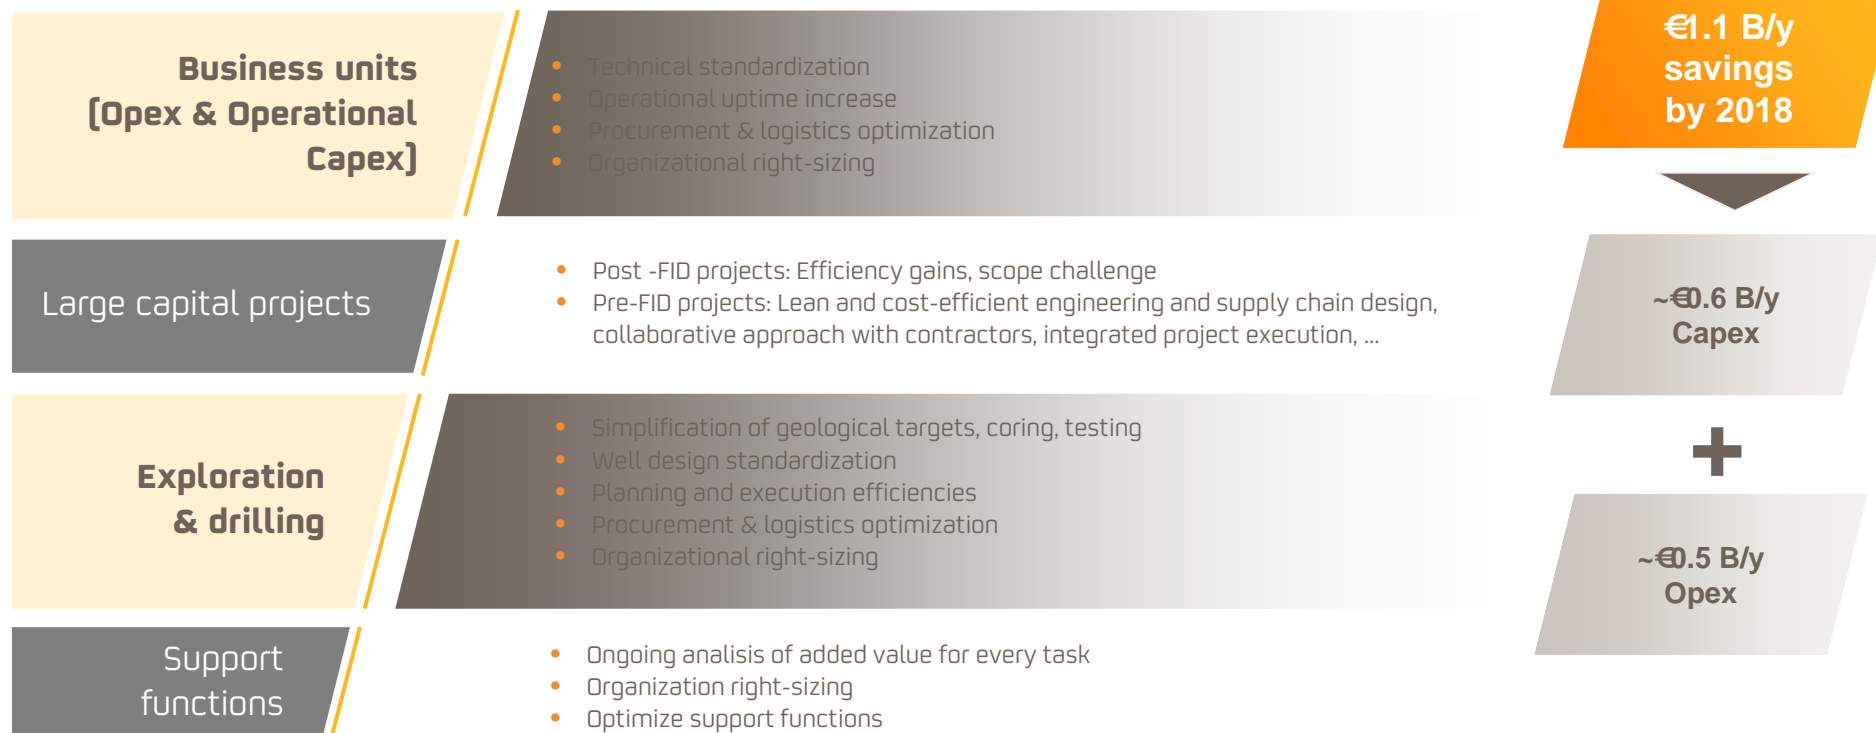 Business units
(Opex & Operational
Capex)
• Technical standardization
• Operational uptime increase
• Procurement & logistics optimization
• Organizational right-sizing
Large capital projects
• Post -FID projects: Efficiency gains, scope challenge
• Pre-FID projects: Lean and cost-efficient engineering and supply chain design,
collaborative approach with contractors, integrated project execution, ...
Exploration
& drilling
• Simplification of geological targets, coring, testing
• Well design standardization
• Planning and execution efficiencies
• Procurement & logistics optimization
• Organizational right-sizing
Support
functions
• Ongoing analisis of added value for every task
• Organization right-sizing
• Optimize support functions
€1.1 B/y
savings
by 2018
~€0.6 B/y
Capex
+
~€0.5 B/y
Opex